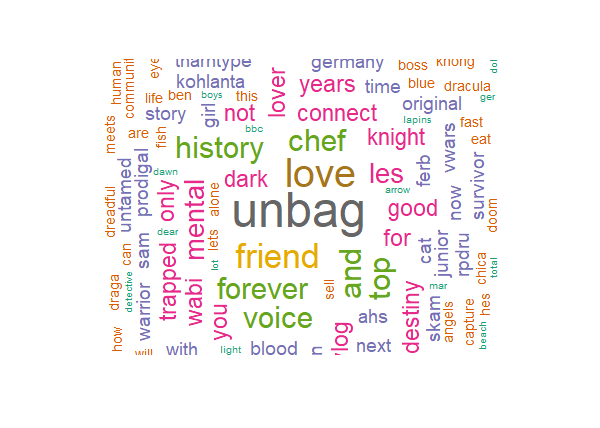 tharntype
germany
boss
khong
dol
human
communit
eye
kohlanta
lover
years
time
blue
dracula
life
ben
boys
this
ger
story
girl
not
connect
original
meets
are
fish
bbc
lapins
fast
history
chef
knight
vwars
eat
dawn
love
les
ferb
untamed
prodigal
only
mental
dark
arrow
now
survivor
unbag
good
doom
dreadful
alone
dear
lets
for
cat
junior
rpdru
can
sam
trapped
wabi
lot
friend
and
top
chica
total
draga
detective
warrior
forever
sell
destiny
skam
mar
angels
capture
hes
you
voice
ahs
beach
how
will
with
light
blood
n
vlog
next